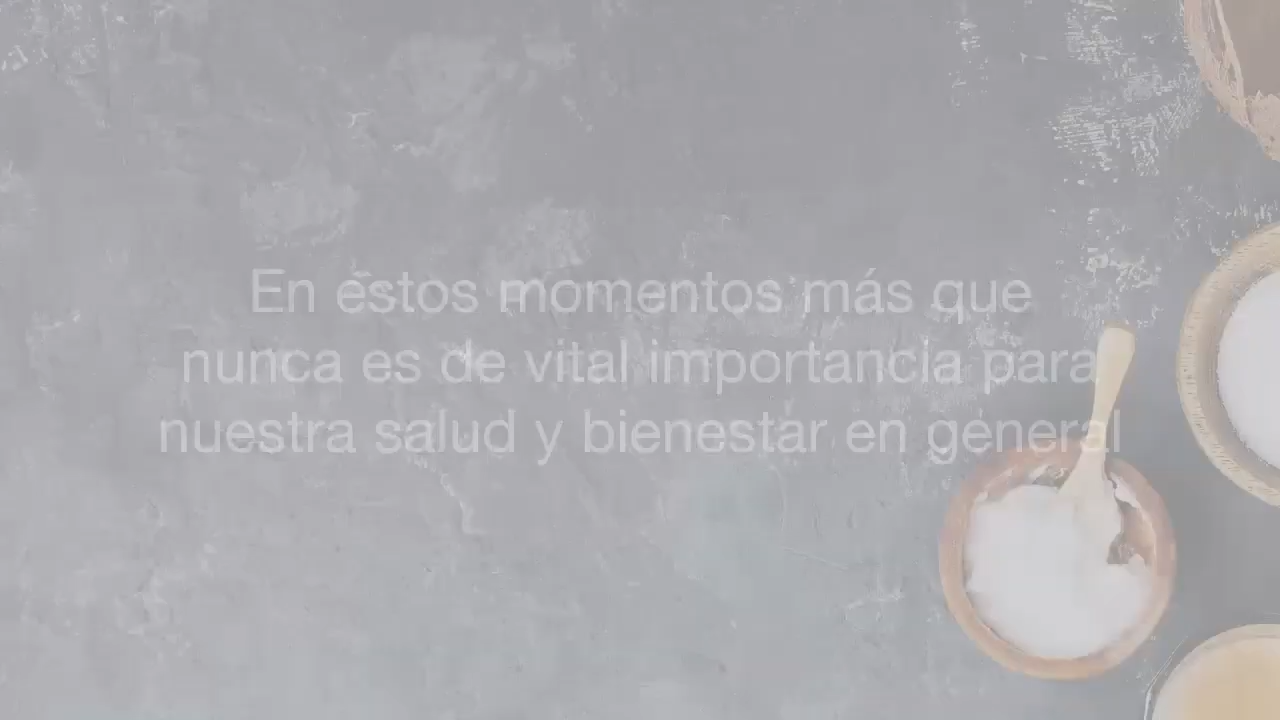 En estos momentos más que
nunca es de vital importancia para
nuestra salud y bienestar en general